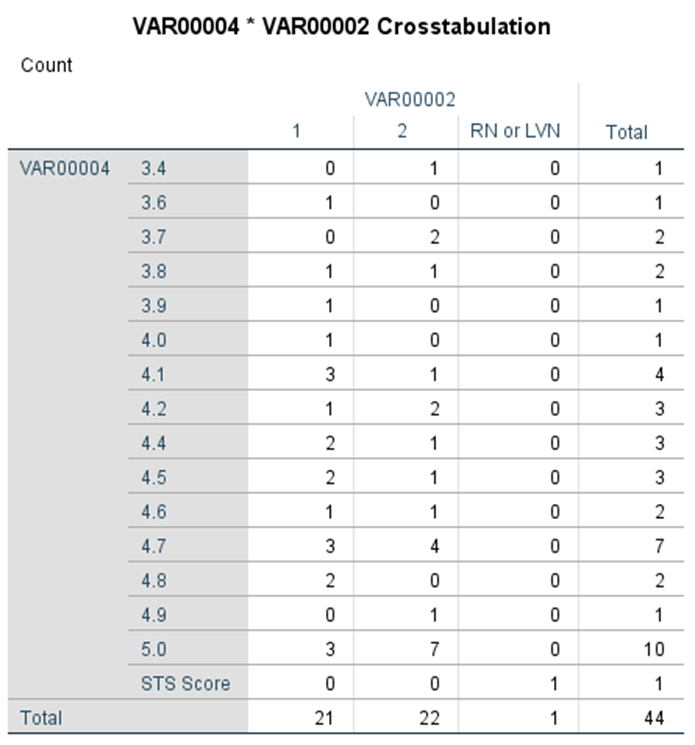 VAR00004 * VAR00002 Crosstabulation
Count
VAR00002
1 2 RN or LVN Total
VAR00004 3.4 0 1 0 1
3.6 1 0 0 1
3.7 0 2 0 2
3.8 1 1 0 2
3.9 1 0 0 1
4.0 1 0 0 1
4.1 3 1 0 4
4.2 1 2 0 3
4.4 2 1 0 3
4.5 2 1 0 3
4.6 1 1 0 2
4.7 3 4 0 7
4.8 2 0 0 2
4.9 0 1 0 1
5.0 3 7 0 10
STS Score 0 0 1 1
Total 21 22 1 44